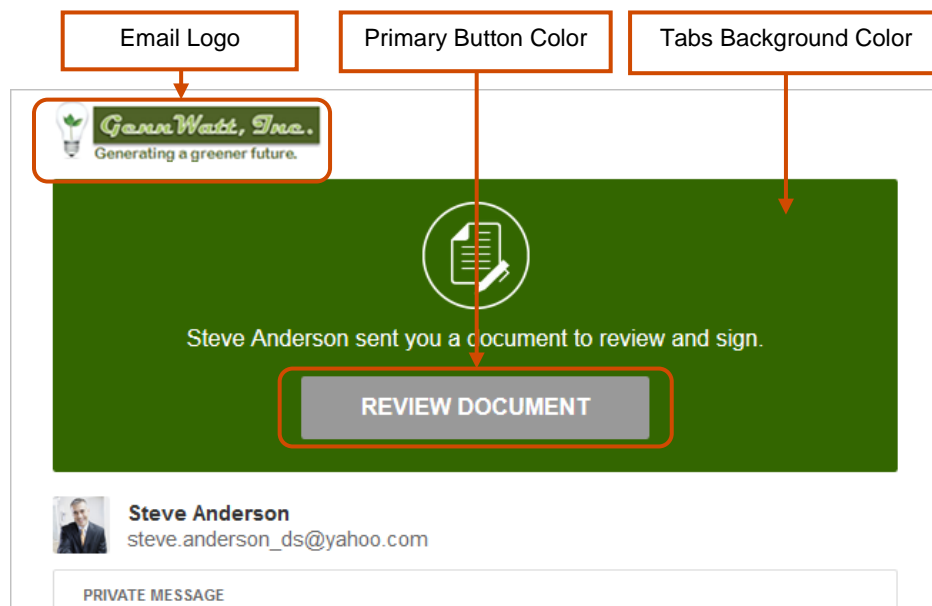 Email Logo
Primary Button Color
Tabs Background Color
GennWatt, Inc.
Generating a greener future.
Steve Anderson sent you a document to review and sign.
REVIEW DOCUMENT
Steve Anderson
steve.anderson_ds@yahoo.com
PRIVATE MESSAGE